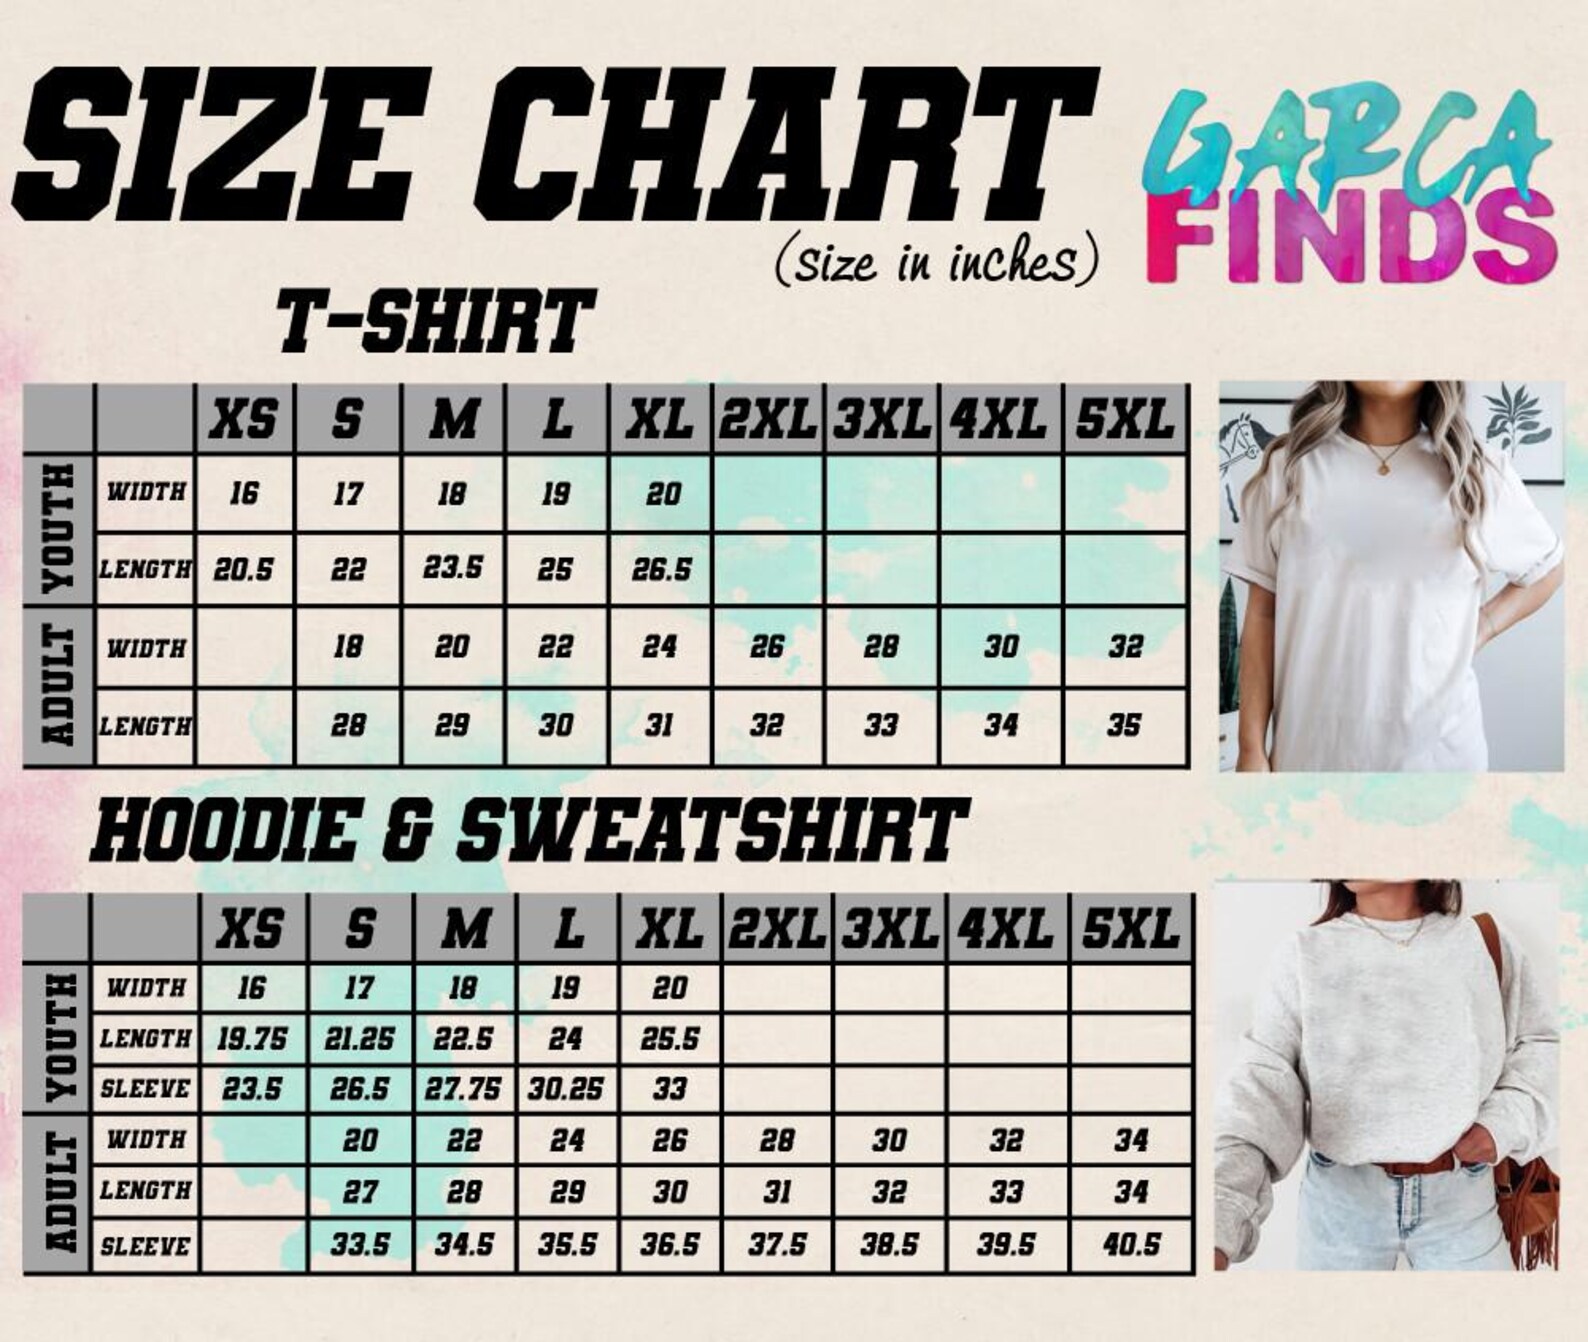 SIZE CHART
GARCA
FINDS
(size in inches)
T-SHIRT
XS S M L XL 2XL 3XL 4XL 5XL
YOUTH
WIDTH 16 17 18 19 20
LENGTH 20.5 22 23.5 25 26.5
ADULT
WIDTH 18 20 22 24 26 28 30 32
LENGTH 28 29 30 31 32 33 34 35
HOODIE & SWEATSHIRT
XS S M L XL 2XL 3XL 4XL 5XL
YOUTH
WIDTH 16 17 18 19 20
LENGTH 19.75 21.25 22.5 24 25.5
SLEEVE 23.5 26.5 27.75 30.25 33
ADULT
WIDTH 20 22 24 26 28 30 32 34
LENGTH 27 28 29 30 31 32 33 34
SLEEVE 33.5 34.5 35.5 36.5 37.5 38.5 39.5 40.5